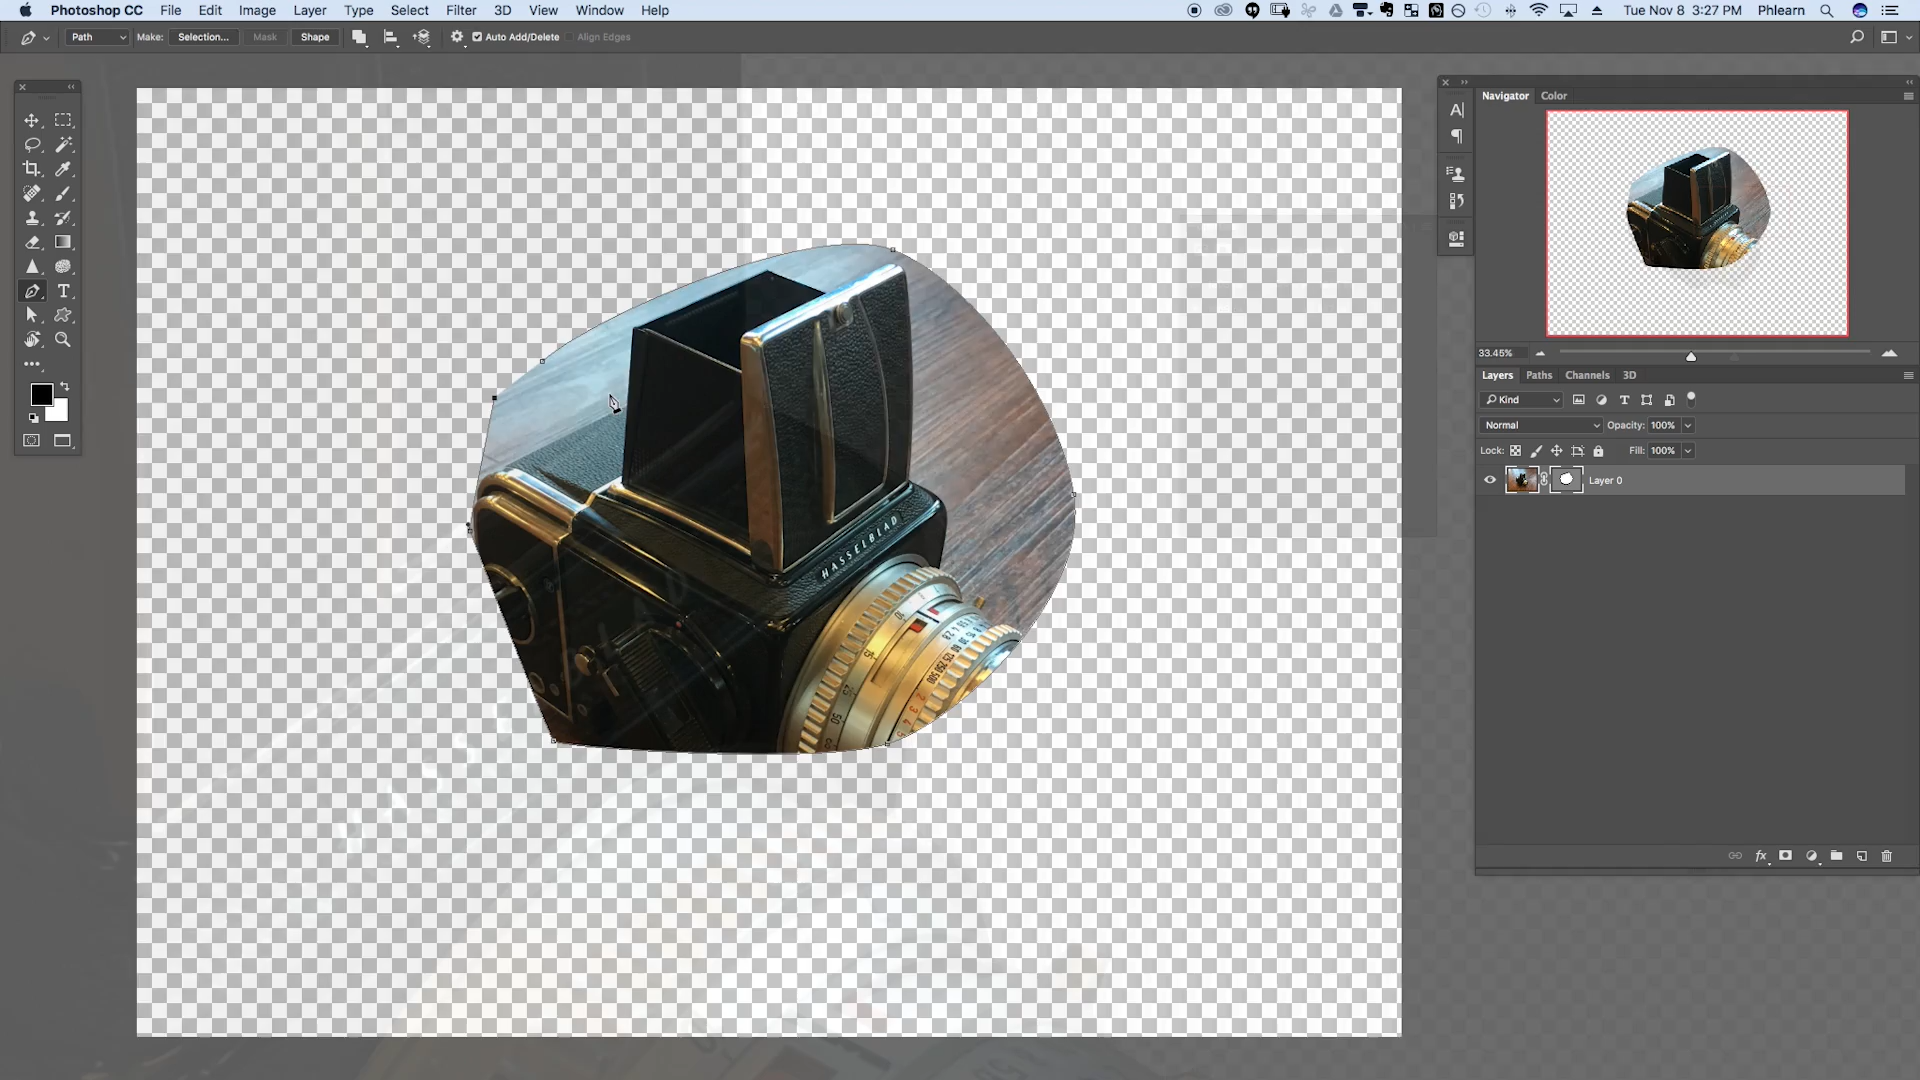 Photoshop CC File Edit Image Layer Type Select Filter 3D View Window Help Tue Nov 8 3:27 PM Phlearn
Path Make: Selection... Mask Shape Auto Add/Delete Align Edges
Navigator Color
33.45%
Layers Paths Channels 3D
Kind
Normal Opacity: 100%
Lock: Fill: 100%
Layer 0
fx
HASSELBLAD